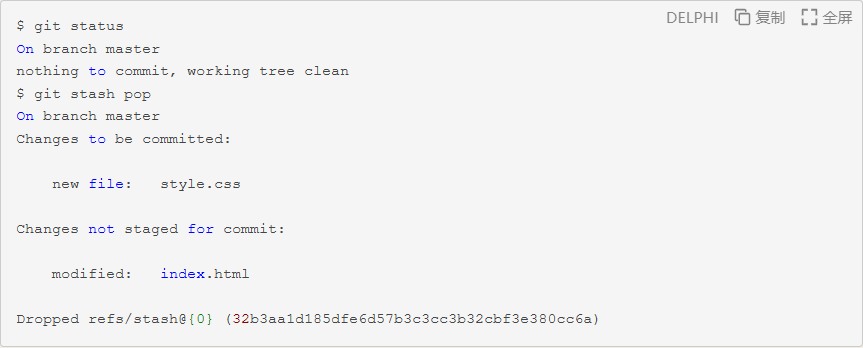 DELPHI 复制 全屏
$ git status
On branch master
nothing to commit, working tree clean
$ git stash pop
On branch master
Changes to be committed:
    new file:   style.css
Changes not staged for commit:
    modified:   index.html
Dropped refs/stash@{0} (32b3aa1d185dfe6d57b3c3cc3b32cbf3e380cc6a)